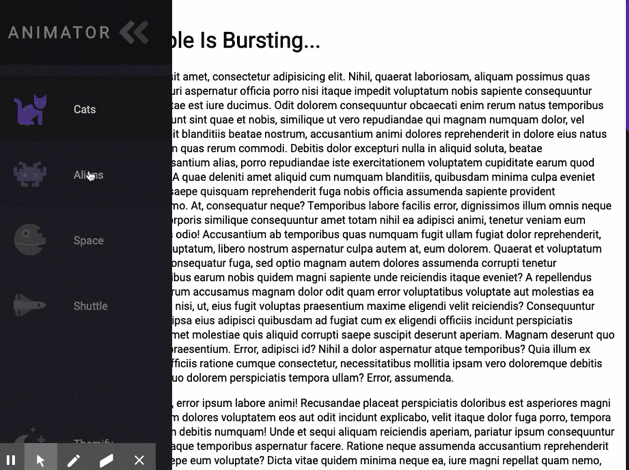 ANIMATOR
Cats
Aliens
Space
Shuttle
Themify
ble Is Bursting...
sit amet, consectetur adipisicing elit. Nihil, quaerat laboriosam, aliquam possimus quas
uri aspernatur officia porro nisi itaque impedit voluptatum nobis sapiente consequuntur
tae est iure ducimus. Odit dolorem consequuntur obcaecati enim rerum natus temporibus
unt sint quae et nobis, similique ut vero repudiandae qui magnam numquam dolor, vel
pit blanditiis beatae nostrum, accusantium animi dolores reprehenderit in dolore eius natus
n quas rerum commodi. Debitis dolor excepturi nulla in aliquid soluta, beatae
santium alias, porro repudiandae iste exercitationem voluptatem cupiditate earum quod
A quae deleniti amet aliquid cum numquam blanditiis, quibusdam minima culpa eveniet
saepe quisquam reprehenderit fuga nobis officia assumenda sapiente provident
mo. At, consequatur neque? Temporibus labore facilis error, dignissimos illum omnis neque
orporis similique consequuntur amet totam nihil ea adipisci animi, tenetur veniam eum
s odio! Accusantium ab temporibus quas numquam fugit ullam fugiat dolor reprehenderit,
uptatum, libero nostrum aspernatur culpa autem at, eum dolorem. Quaerat et voluptatum
onsequatur fuga, sed optio magnam autem dolores assumenda corrupti tenetur
ibus earum nobis quidem magni sapiente unde reiciendis itaque eveniet? A repellendus
rum accusamus magnam dolor odit quam error voluptatibus voluptate aut molestias ea
nisi, ut, eius fugit voluptas praesentium maxime eligendi velit reiciendis? Consequuntur
ipsa eius adipisci quibusdam ad fugiat cum ex eligendi officiis incidunt perspiciatis
met molestiae quis aliquid corrupti saepe suscipit deserunt aperiam. Magnam deserunt quo
praesentium. Error, adipisci id? Nihil a dolor aspernatur atque temporibus? Quia illum ex
officiis ratione cumque consectetur, necessitatibus mollitia ipsam vero doloremque debitis
uo dolorem perspiciatis tempora ullam? Error, assumenda.
, error ipsum labore animi! Recusandae placeat perspiciatis doloribus est asperiores magni
m dolores voluptatem eos aut odit incidunt explicabo, velit itaque dolor fuga porro, tempora
n debitis numquam! Unde et sequi aliquam reiciendis aperiam, pariatur ipsum consequuntur
aque temporibus aspernatur facere. Ratione neque assumenda accusantium reprehenderit
epe eum voluptate? Dicta vitae quidem minima neque ea, iure magni repellat quam nemo,